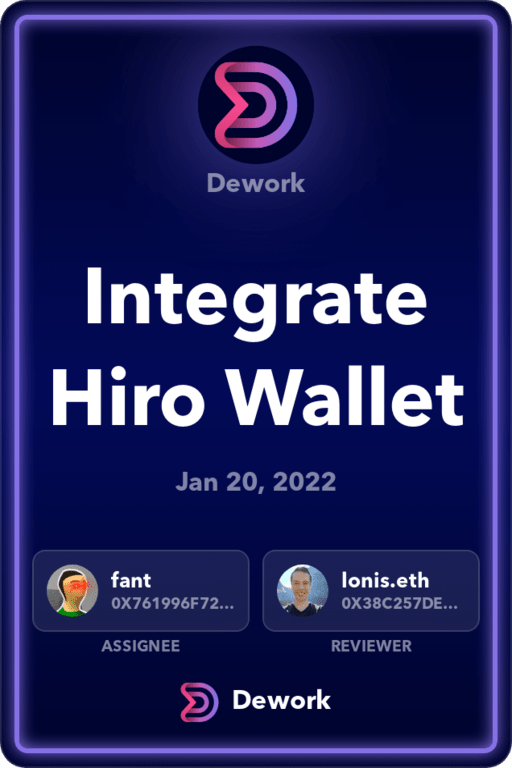 Dework
Integrate
Hiro Wallet
Jan 20, 2022
fant
0X761996F72...
ASSIGNEE
lonis.eth
0X38C257DE...
REVIEWER
Dework